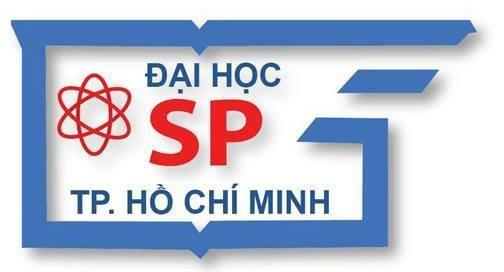 ĐẠI HỌC
SP
TP. HỒ CHÍ MINH